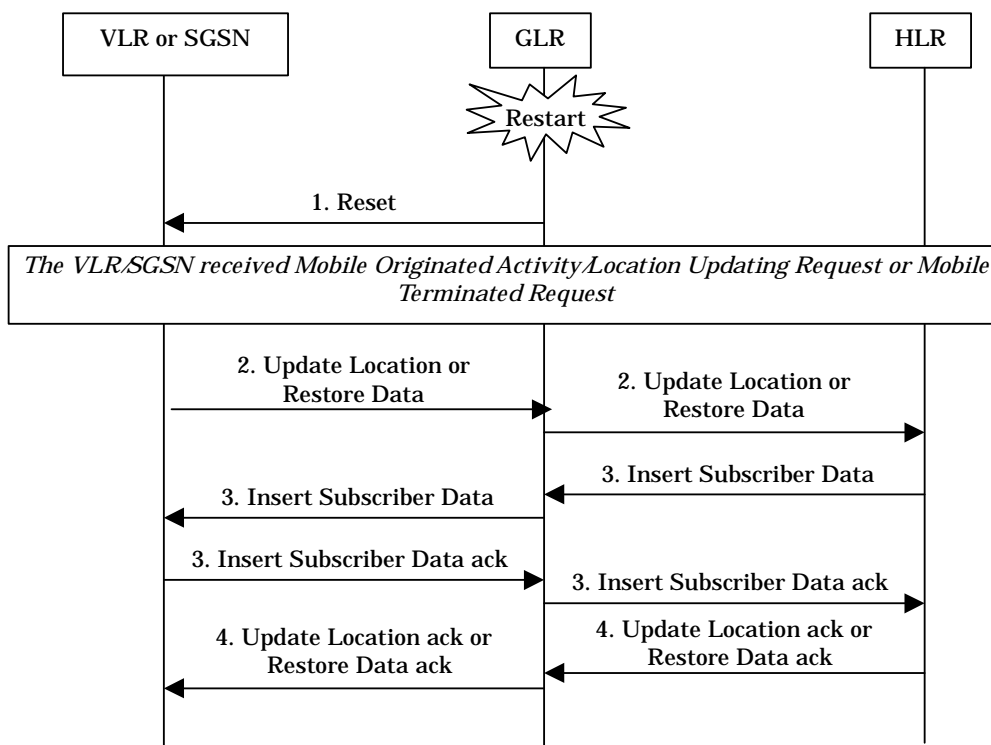 VLR or SGSN
GLR
HLR
Restart
1. Reset
The VLR/SGSN received Mobile Originated Activity/Location Updating Request or Mobile
Terminated Request
2. Update Location or
Restore Data
2. Update Location or
Restore Data
3. Insert Subscriber Data
3. Insert Subscriber Data
3. Insert Subscriber Data ack
3. Insert Subscriber Data ack
4. Update Location ack or
Restore Data ack
4. Update Location ack or
Restore Data ack